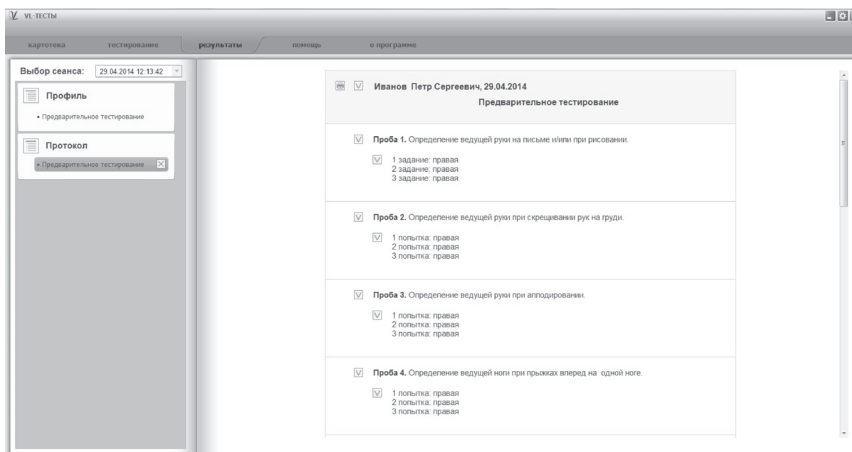 VL-ТЕСТЫ
картотека тестирование результаты помощь о программе
Выбор сеанса: 29.04.2014 12:13:42
Профиль
• Предварительное тестирование
Протокол
• Предварительное тестирование
Иванов Петр Сергеевич, 29.04.2014
Предварительное тестирование
Проба 1. Определение ведущей руки на письме и/или при рисовании.
1 задание: правая
2 задание: правая
3 задание: правая
Проба 2. Определение ведущей руки при скрещивании рук на груди.
1 попытка: правая
2 попытка: правая
3 попытка: правая
Проба 3. Определение ведущей руки при апподировании.
1 попытка: правая
2 попытка: правая
3 попытка: правая
Проба 4. Определение ведущей ноги при прыжках вперед на одной ноге.
1 попытка: правая
2 попытка: правая
3 попытка: правая